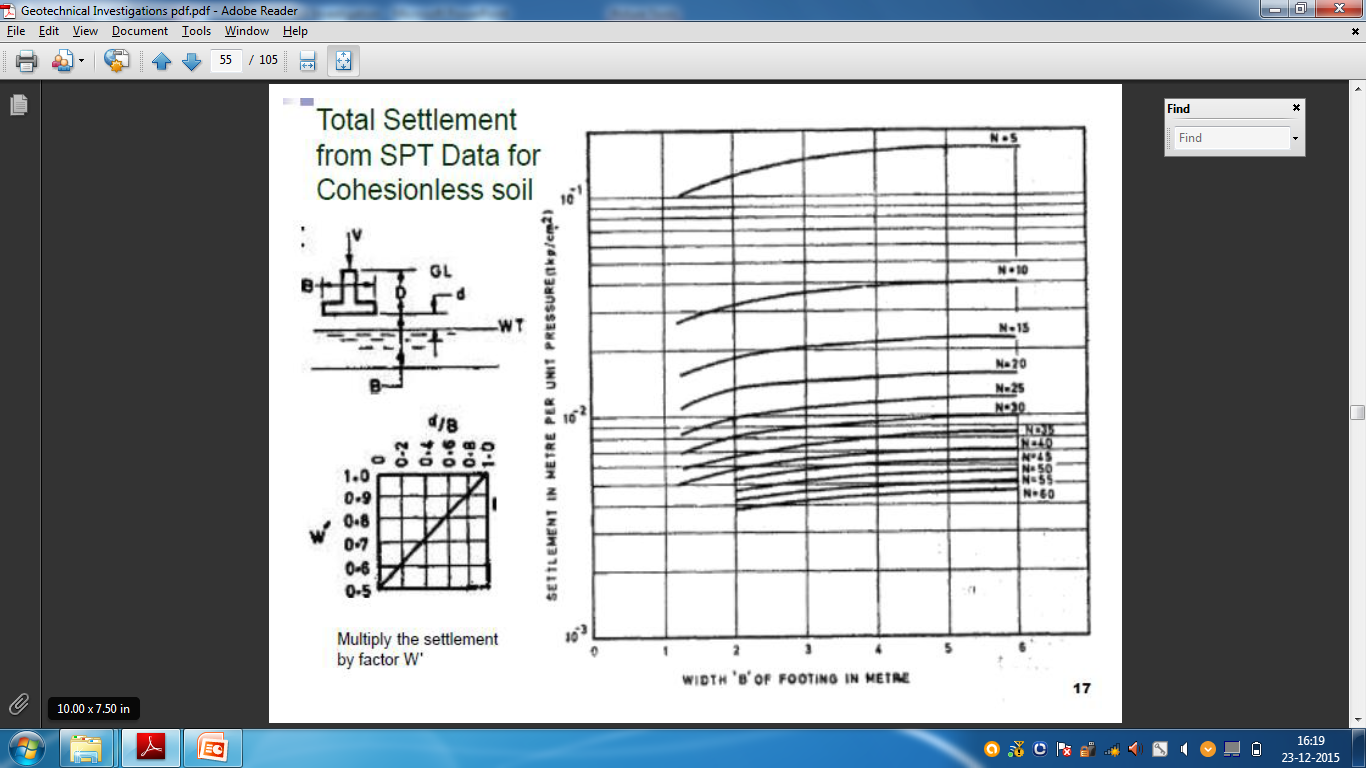 Geotechnical Investigations pdf.pdf - Adobe Reader
File Edit View Document Tools Window Help
55 / 105
Find
Find
Total Settlement
from SPT Data for
Cohesionless soil
V
GL
B
D
d
WT
B
d/B
0 0.2 0.4 0.6 0.8 1.0
1.0
0.9
0.8
0.7
0.6
0.5
W'
Multiply the settlement
by factor W'
SETTLEMENT IN METRE PER UNIT PRESSURE (1kp/cm2)
10-1
10-2
10-3
N=5
N=10
N=15
N=20
N=25
N=30
N=35
N=40
N=45
N=50
N=55
N=60
0 1 2 3 4 5 6
WIDTH 'B' OF FOOTING IN METRE
17
10.00 x 7.50 in
16:19
23-12-2015